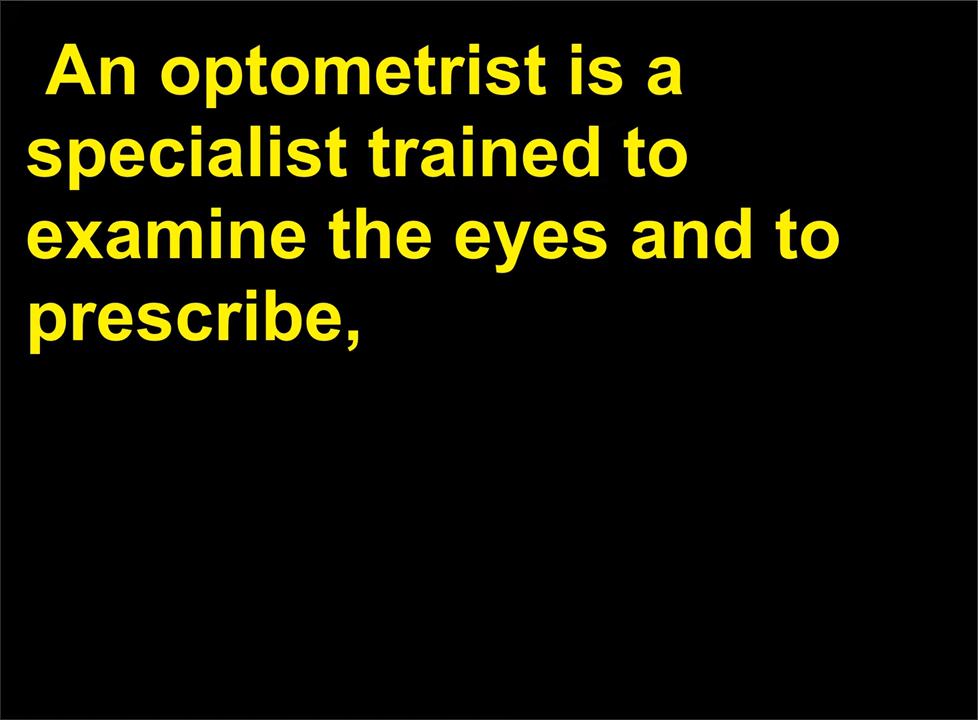 An optometrist is a
specialist trained to
examine the eyes and to
prescribe,